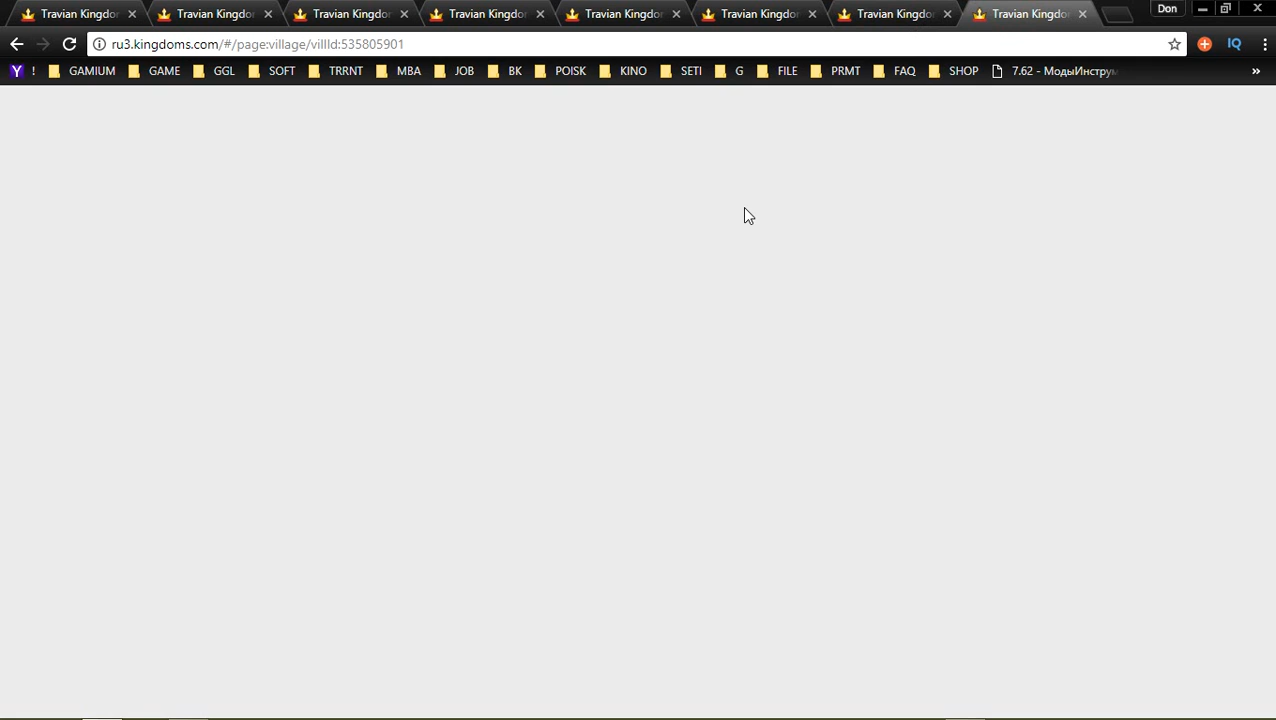 Travian Kingdo Travian Kingdo Travian Kingdo Travian Kingdo Travian Kingdo Travian Kingdo Travian Kingdo Travian Kingdo Don
ru3.kingdoms.com/#/page:village/villId:535805901 IQ
Y ! GAMIUM GAME GGL SOFT TRRNT MBA JOB BK POISK KINO SETI G FILE PRMT FAQ SHOP 7.62 - МодыИнструм »